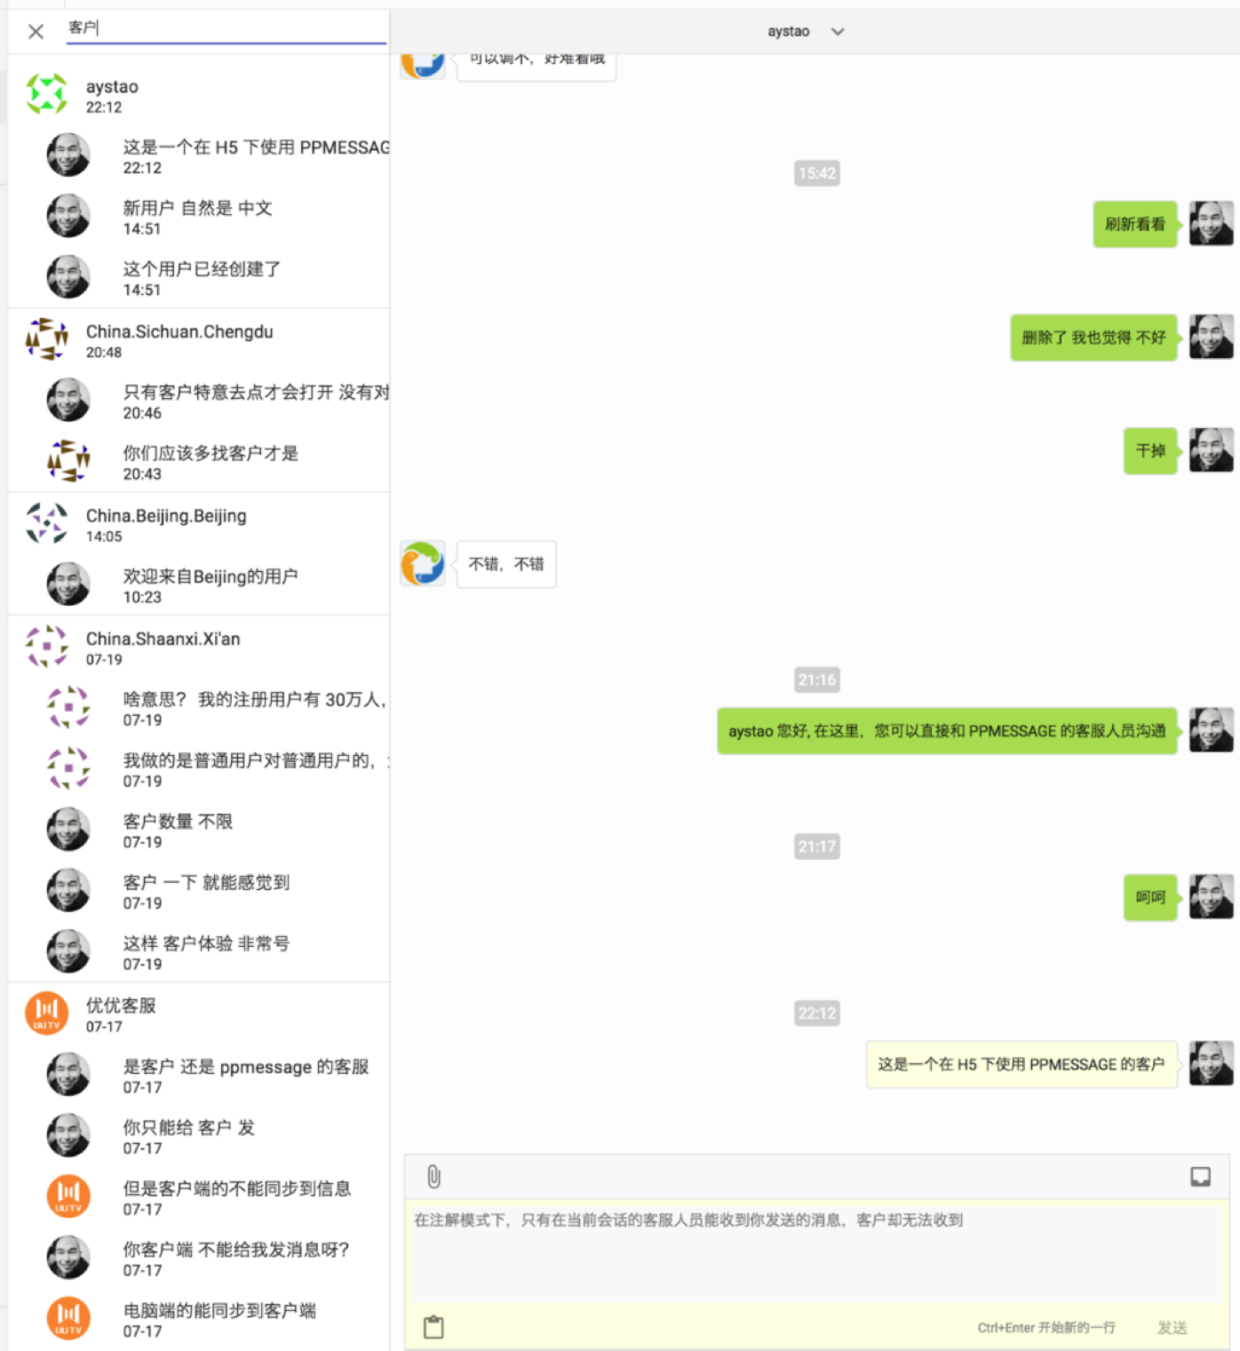 客户
aystao
22:12
这是一个在 H5 下使用 PPMESSAG
22:12
新用户 自然是 中文
14:51
这个用户已经创建了
14:51
China.Sichuan.Chengdu
20:48
只有客户特意去点才会打开 没有对
20:46
你们应该多找客户才是
20:43
China.Beijing.Beijing
14:05
欢迎来自Beijing的用户
10:23
China.Shaanxi.Xi'an
07-19
啥意思? 我的注册用户有 30万人,
07-19
我做的是普通用户对普通用户的,
07-19
客户数量 不限
07-19
客户 一下 就能感觉到
07-19
这样 客户体验 非常号
07-19
UU TV
优优客服
07-17
是客户 还是 ppmessage 的客服
07-17
你只能给 客户 发
07-17
UU TV
但是客户端的不能同步到信息
07-17
你客户端 不能给我发消息呀?
07-17
UU TV
电脑端的能同步到客户端
07-17
aystao
可以调不, 好难看哦
15:42
刷新看看
删除了 我也觉得 不好
干掉
不错, 不错
21:16
aystao 您好, 在这里, 您可以直接和 PPMESSAGE 的客服人员沟通
21:17
呵呵
22:12
这是一个在 H5 下使用 PPMESSAGE 的客户
在注解模式下, 只有在当前会话的客服人员能收到你发送的消息, 客户却无法收到
Ctrl+Enter 开始新的一行
发送